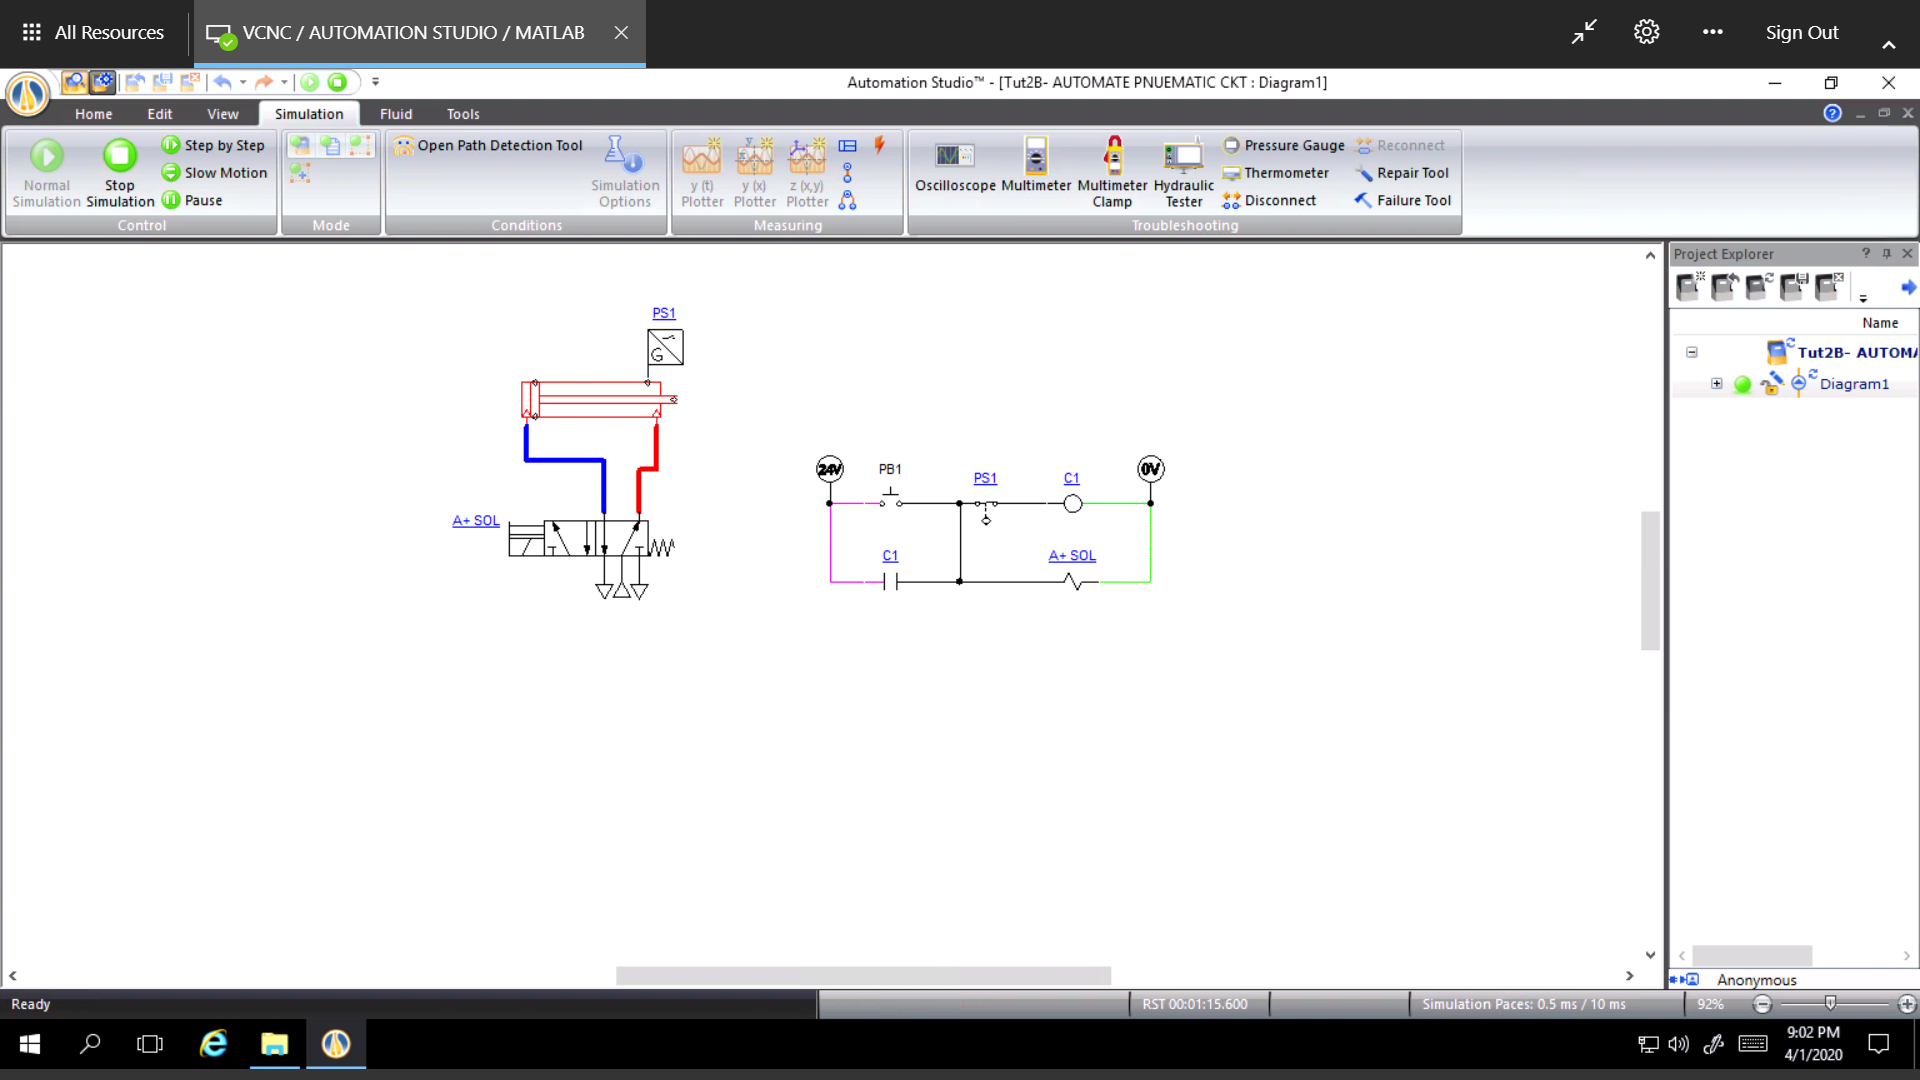 All Resources
VCNC / AUTOMATION STUDIO / MATLAB
Sign Out
Automation Studio™ - [Tut2B- AUTOMATE PNUEMATIC CKT : Diagram1]
Home Edit View Simulation Fluid Tools
Normal Simulation
Stop Simulation
Step by Step
Slow Motion
Pause
Control
Mode
Open Path Detection Tool
Simulation Options
Conditions
y (t) Plotter
y (x) Plotter
z (x,y) Plotter
Measuring
Oscilloscope
Multimeter
Multimeter Clamp
Hydraulic Tester
Pressure Gauge
Thermometer
Disconnect
Reconnect
Repair Tool
Failure Tool
Troubleshooting
Project Explorer
Name
Tut2B- AUTOMA
Diagram1
PS1
G
A+ SOL
24V
PB1
PS1
C1
0V
C1
A+ SOL
Anonymous
Ready
RST 00:01:15.600
Simulation Paces: 0.5 ms / 10 ms
92%
9:02 PM
4/1/2020